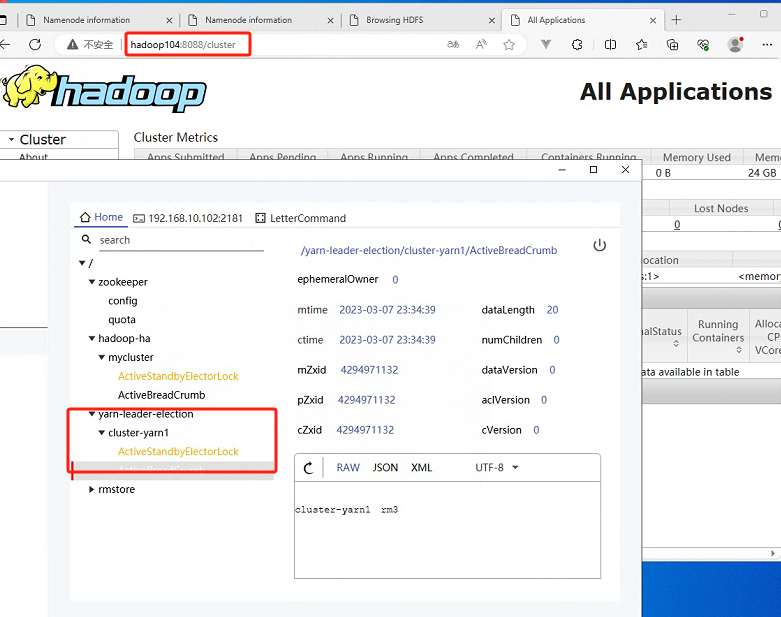 Namenode information
Namenode information
Browsing HDFS
All Applications
不安全
hadoop104:8088/cluster
hadoop
All Applications
Cluster
About
Cluster Metrics
Apps Submitted Apps Pending Apps Running Apps Completed Containers Running Memory Used
0 B 24 GB
Lost Nodes
0
ocation
:1> <memory
alStatus
Running
Containers
Alloca
CP
VCore
ata available in table
Home 192.168.10.102:2181 LetterCommand
search
/
zookeeper
config
quota
hadoop-ha
mycluster
ActiveStandbyElectorLock
ActiveBreadCrumb
yarn-leader-election
cluster-yarn1
ActiveStandbyElectorLock
ActiveBreadCrumb
rmstore
/yarn-leader-election/cluster-yarn1/ActiveBreadCrumb
ephemeralOwner 0
mtime 2023-03-07 23:34:39 dataLength 20
ctime 2023-03-07 23:34:39 numChildren 0
mZxid 4294971132 dataVersion 0
pZxid 4294971132 aclVersion 0
cZxid 4294971132 cVersion 0
RAW JSON XML UTF-8
cluster-yarn1 rm3